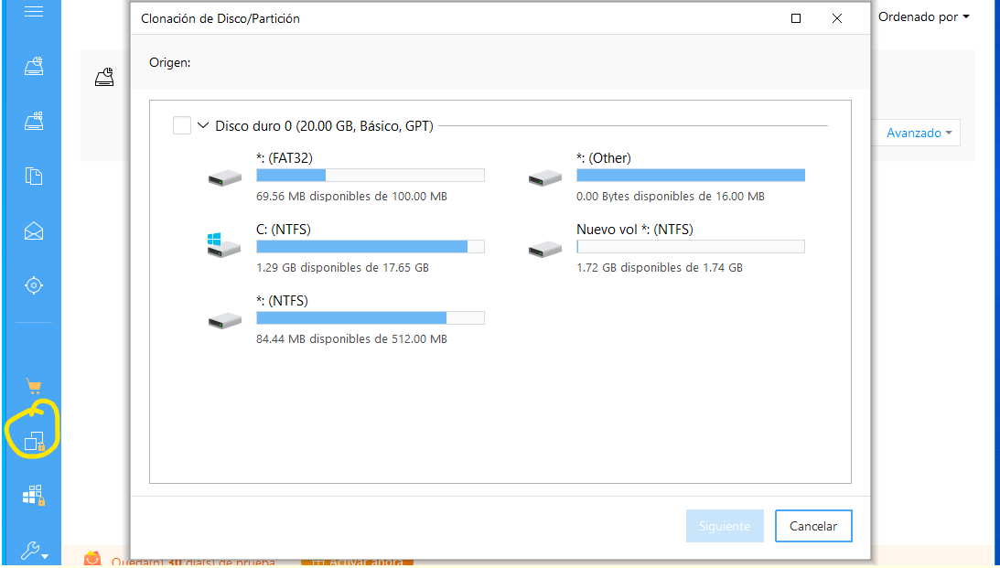 Clonación de Disco/Partición
Ordenado por
Origen:
Disco duro 0 (20.00 GB, Básico, GPT)
Avanzado
*: (FAT32)
69.56 MB disponibles de 100.00 MB
*: (Other)
0.00 Bytes disponibles de 16.00 MB
C: (NTFS)
1.29 GB disponibles de 17.65 GB
Nuevo vol *: (NTFS)
1.72 GB disponibles de 1.74 GB
*: (NTFS)
84.44 MB disponibles de 512.00 MB
Siguiente
Cancelar
Queda(n) 30 día(s) de prueba
Activar ahora